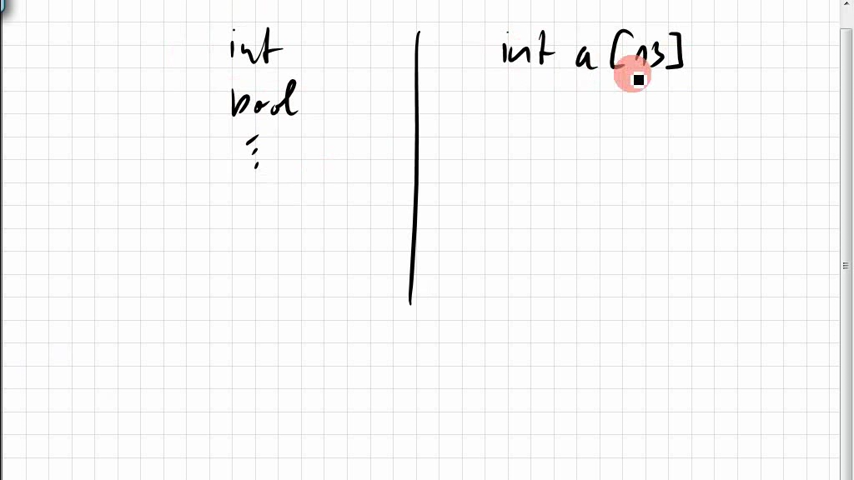 int
bool
⋮
int a [13]